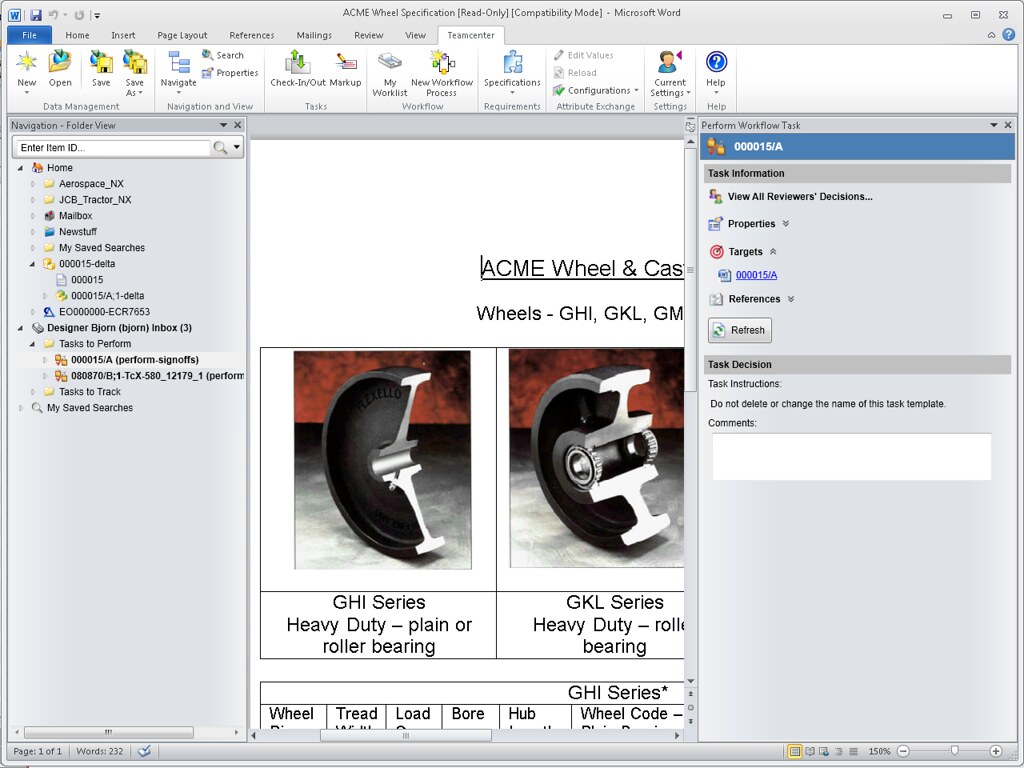 ACME Wheel Specification [Read-Only] [Compatibility Mode] - Microsoft Word
File Home Insert Page Layout References Mailings Review View Teamcenter
New Open Save Save As
Data Management
Navigate Search Properties
Navigation and View
Check-In/Out Markup
Tasks
My Worklist New Workflow Process
Workflow
Specifications
Requirements
Edit Values
Reload
Configurations
Attribute Exchange
Current Settings
Settings
Help
Help
Navigation - Folder View
Enter Item ID...
Home
Aerospace_NX
JCB_Tractor_NX
Mailbox
Newstuff
My Saved Searches
000015-delta
000015
000015/A;1-delta
EO000000-ECR7653
Designer Bjorn (bjorn) Inbox (3)
Tasks to Perform
000015/A (perform-signoffs)
080870/B;1-TcX-580_12179_1 (perform
Tasks to Track
My Saved Searches
ACME Wheel & Cas
Wheels - GHI, GKL, GM
FLEXELLO
GHI Series
Heavy Duty – plain or
roller bearing
GKL Series
Heavy Duty – rolle
bearing
GHI Series*
Wheel Tread Load Bore Hub Wheel Code –
Perform Workflow Task
000015/A
Task Information
View All Reviewers' Decisions...
Properties
Targets
000015/A
References
Refresh
Task Decision
Task Instructions:
Do not delete or change the name of this task template.
Comments:
Page: 1 of 1 Words: 232
150%